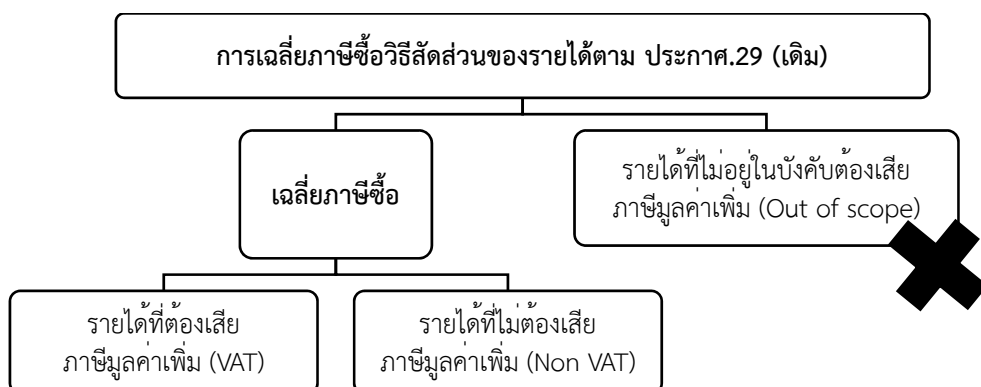 การเฉลี่ยภาษีซื้อวิธีสัดส่วนของรายได้ตาม ประกาศ.29 (เดิม)
เฉลี่ยภาษีซื้อ
รายได้ที่ไม่อยู่ในบังคับต้องเสีย
ภาษีมูลค่าเพิ่ม (Out of scope)
รายได้ที่ต้องเสีย
ภาษีมูลค่าเพิ่ม (VAT)
รายได้ที่ไม่ต้องเสีย
ภาษีมูลค่าเพิ่ม (Non VAT)